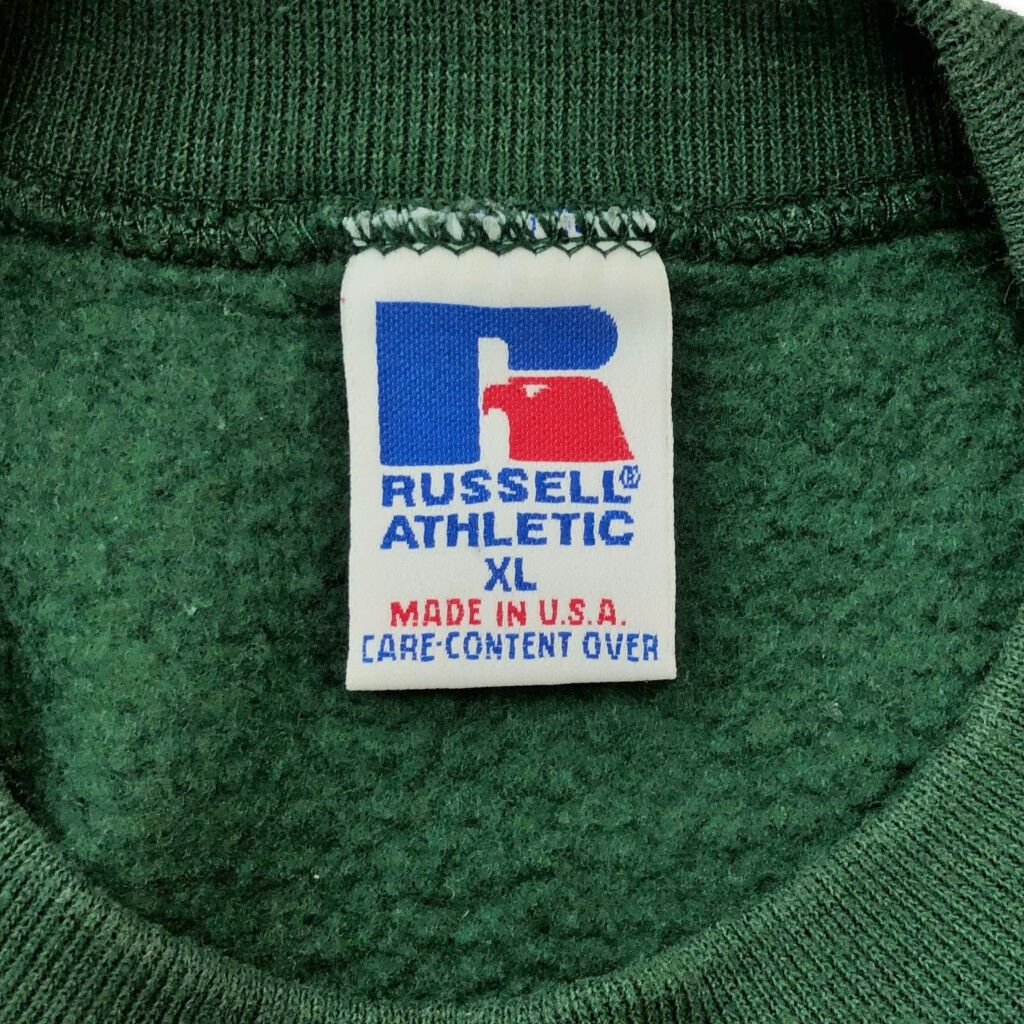 RUSSELL®
ATHLETIC
XL
MADE IN U.S.A.
CARE-CONTENT OVER